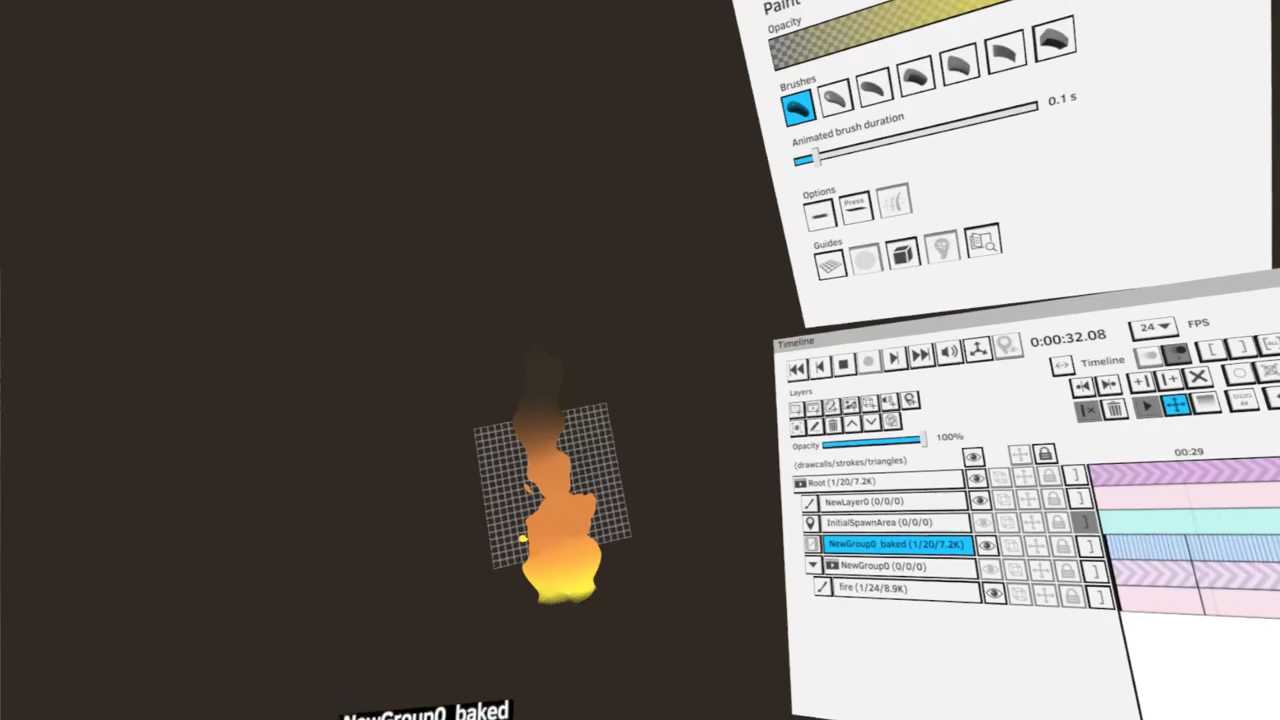 Paint
Opacity
Brushes
Animated brush duration
0.1 s
Options
Press
Guides
Timeline
0:00:32.08
24
FPS
Timeline
Layers
Opacity
100%
(drawcalls/strokes/triangles)
00:29
Root (1/20/7.2K)
NewLayer0 (0/0/0)
InitialSpawnArea (0/0/0)
NewGroup0_baked (1/20/7.2K)
NewGroup0 (0/0/0)
fire (1/24/8.9K)
NewGroup0_baked